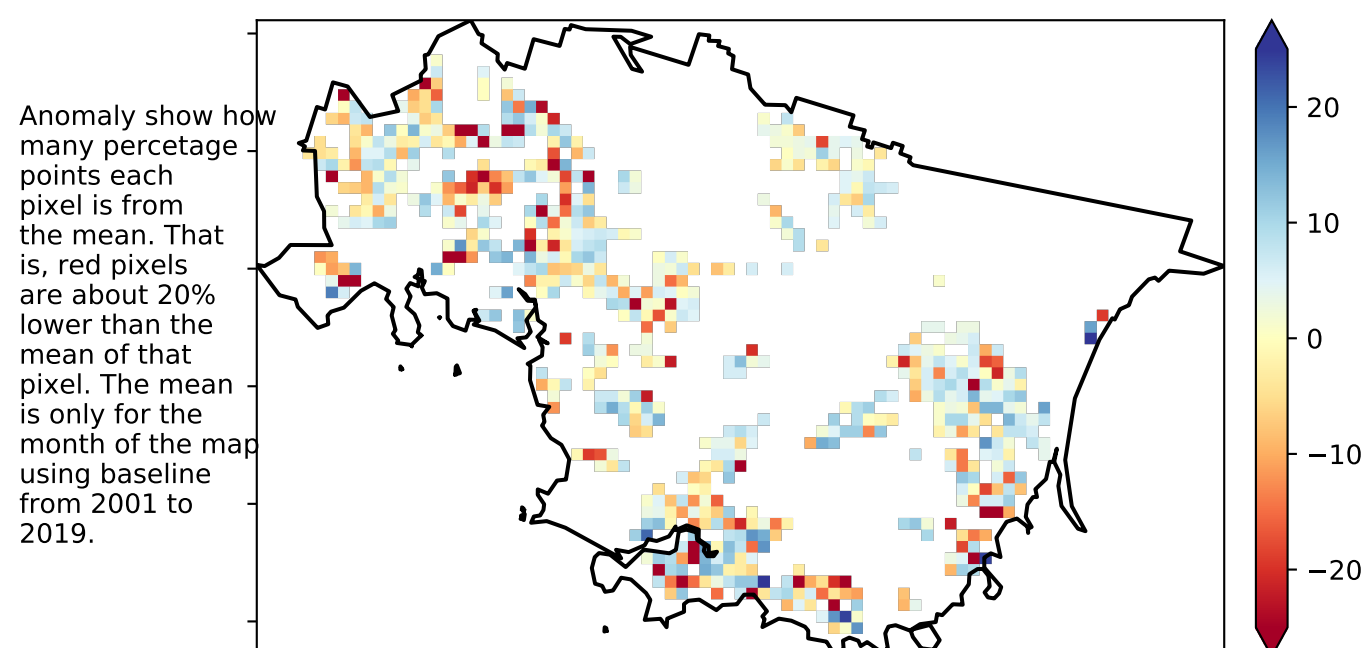 Anomaly show how
many percetage
points each
pixel is from
the mean. That
is, red pixels
are about 20%
lower than the
mean of that
pixel. The mean
is only for the
month of the map
using baseline
from 2001 to
2019.
20
10
0
−10
−20